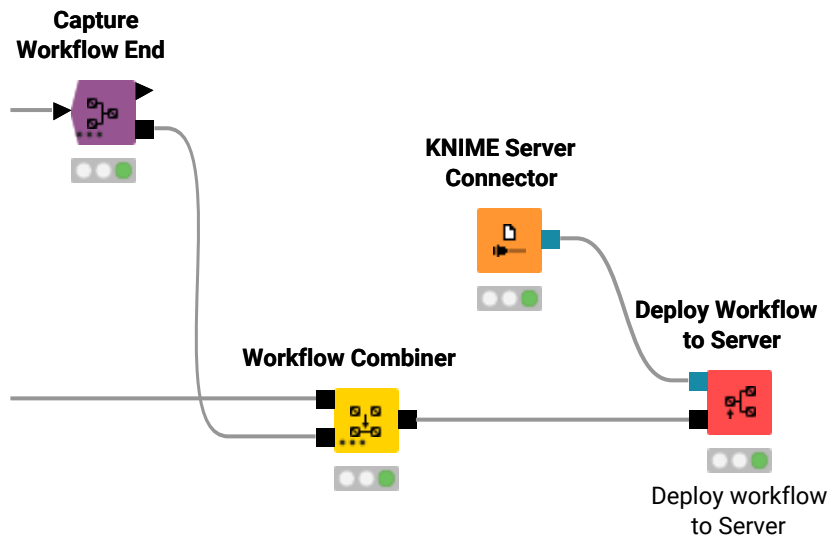 Capture
Workflow End
KNIME Server
Connector
Deploy Workflow
to Server
Workflow Combiner
Deploy workflow
to Server